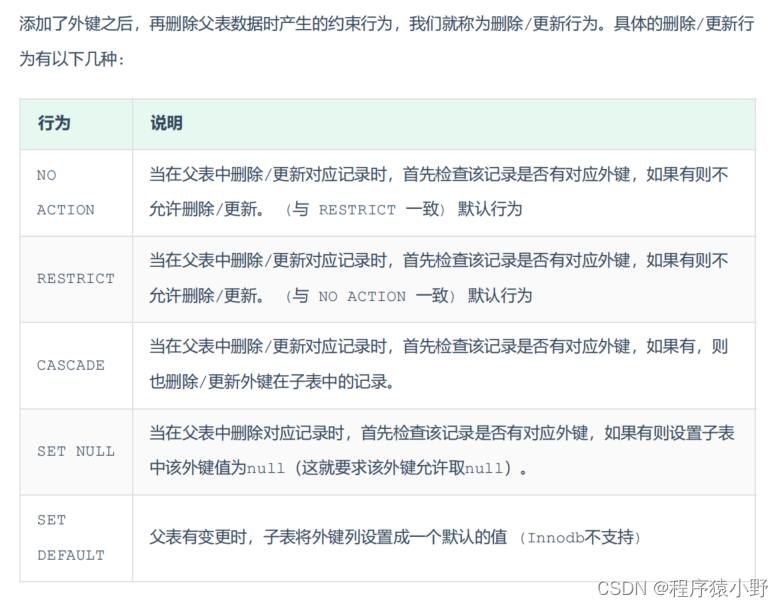 添加了外键之后，再删除父表数据时产生的约束行为，我们就称为删除/更新行为。具体的删除/更新行
为有以下几种：
行为 说明
NO
ACTION
当在父表中删除/更新对应记录时，首先检查该记录是否有对应外键，如果有则不
允许删除/更新。（与 RESTRICT 一致）默认行为
RESTRICT
当在父表中删除/更新对应记录时，首先检查该记录是否有对应外键，如果有则不
允许删除/更新。（与 NO ACTION 一致）默认行为
CASCADE
当在父表中删除/更新对应记录时，首先检查该记录是否有对应外键，如果有，则
也删除/更新外键在子表中的记录。
SET NULL
当在父表中删除对应记录时，首先检查该记录是否有对应外键，如果有则设置子表
中该外键值为null（这就要求该外键允许取null）。
SET
DEFAULT
父表有变更时，子表将外键列设置成一个默认的值（Innodb不支持）
CSDN @程序猿小野